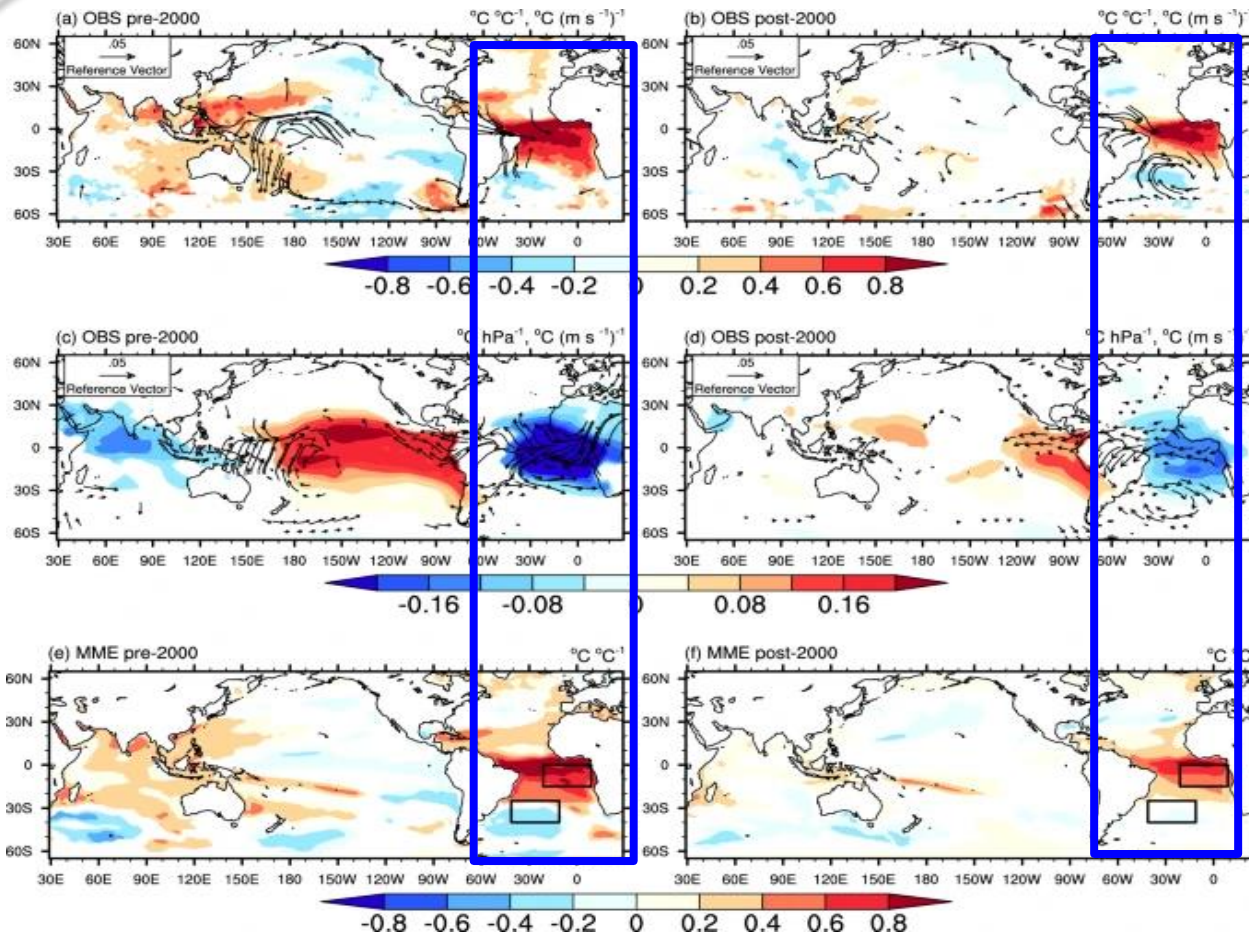 (a) OBS pre-2000 °C °C⁻¹, °C (m s ⁻¹)⁻¹
.05
Reference Vector
60N
30N
0
30S
60S
30E 60E 90E 120E 150E 180 150W 120W 90W 60W 30W 0
(b) OBS post-2000 °C °C⁻¹, °C (m s ⁻¹)⁻¹
.05
Reference Vector
60N
30N
0
30S
60S
30E 60E 90E 120E 150E 180 150W 120W 90W 60W 30W 0
-0.8 -0.6 -0.4 -0.2 0 0.2 0.4 0.6 0.8
(c) OBS pre-2000 °C hPa⁻¹, °C (m s ⁻¹)⁻¹
.05
Reference Vector
60N
30N
0
30S
60S
30E 60E 90E 120E 150E 180 150W 120W 90W 60W 30W 0
(d) OBS post-2000 °C hPa⁻¹, °C (m s ⁻¹)⁻¹
.05
Reference Vector
60N
30N
0
30S
60S
30E 60E 90E 120E 150E 180 150W 120W 90W 60W 30W 0
-0.16 -0.08 0 0.08 0.16
(e) MME pre-2000 °C °C⁻¹
60N
30N
0
30S
60S
30E 60E 90E 120E 150E 180 150W 120W 90W 60W 30W 0
(f) MME post-2000 °C °C
60N
30N
0
30S
60S
30E 60E 90E 120E 150E 180 150W 120W 90W 60W 30W 0
-0.8 -0.6 -0.4 -0.2 0 0.2 0.4 0.6 0.8